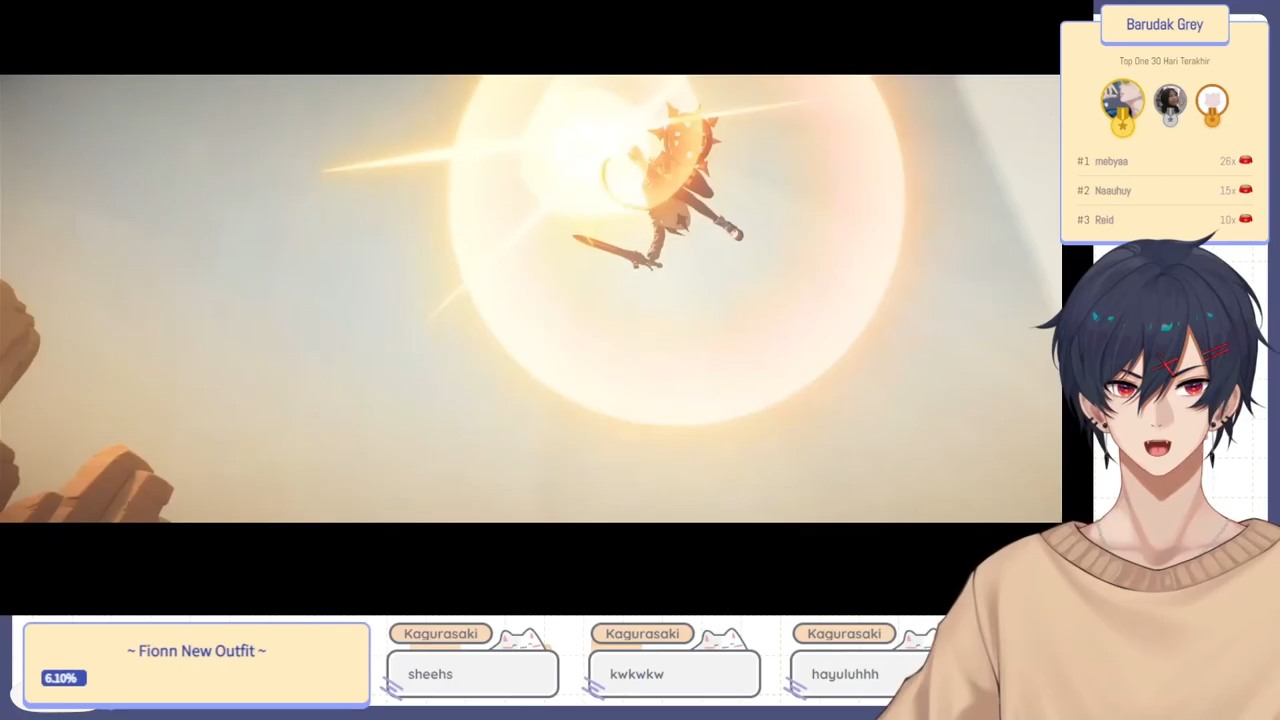 Barudak Grey
Top One 30 Hari Terakhir
#1 mebyaa 26x
#2 Naauhuy 15x
#3 Reid 10x
~ Fionn New Outfit ~
6.10%
Kagurasaki
sheehs
Kagurasaki
kwkwkw
Kagurasaki
hayuluhhh